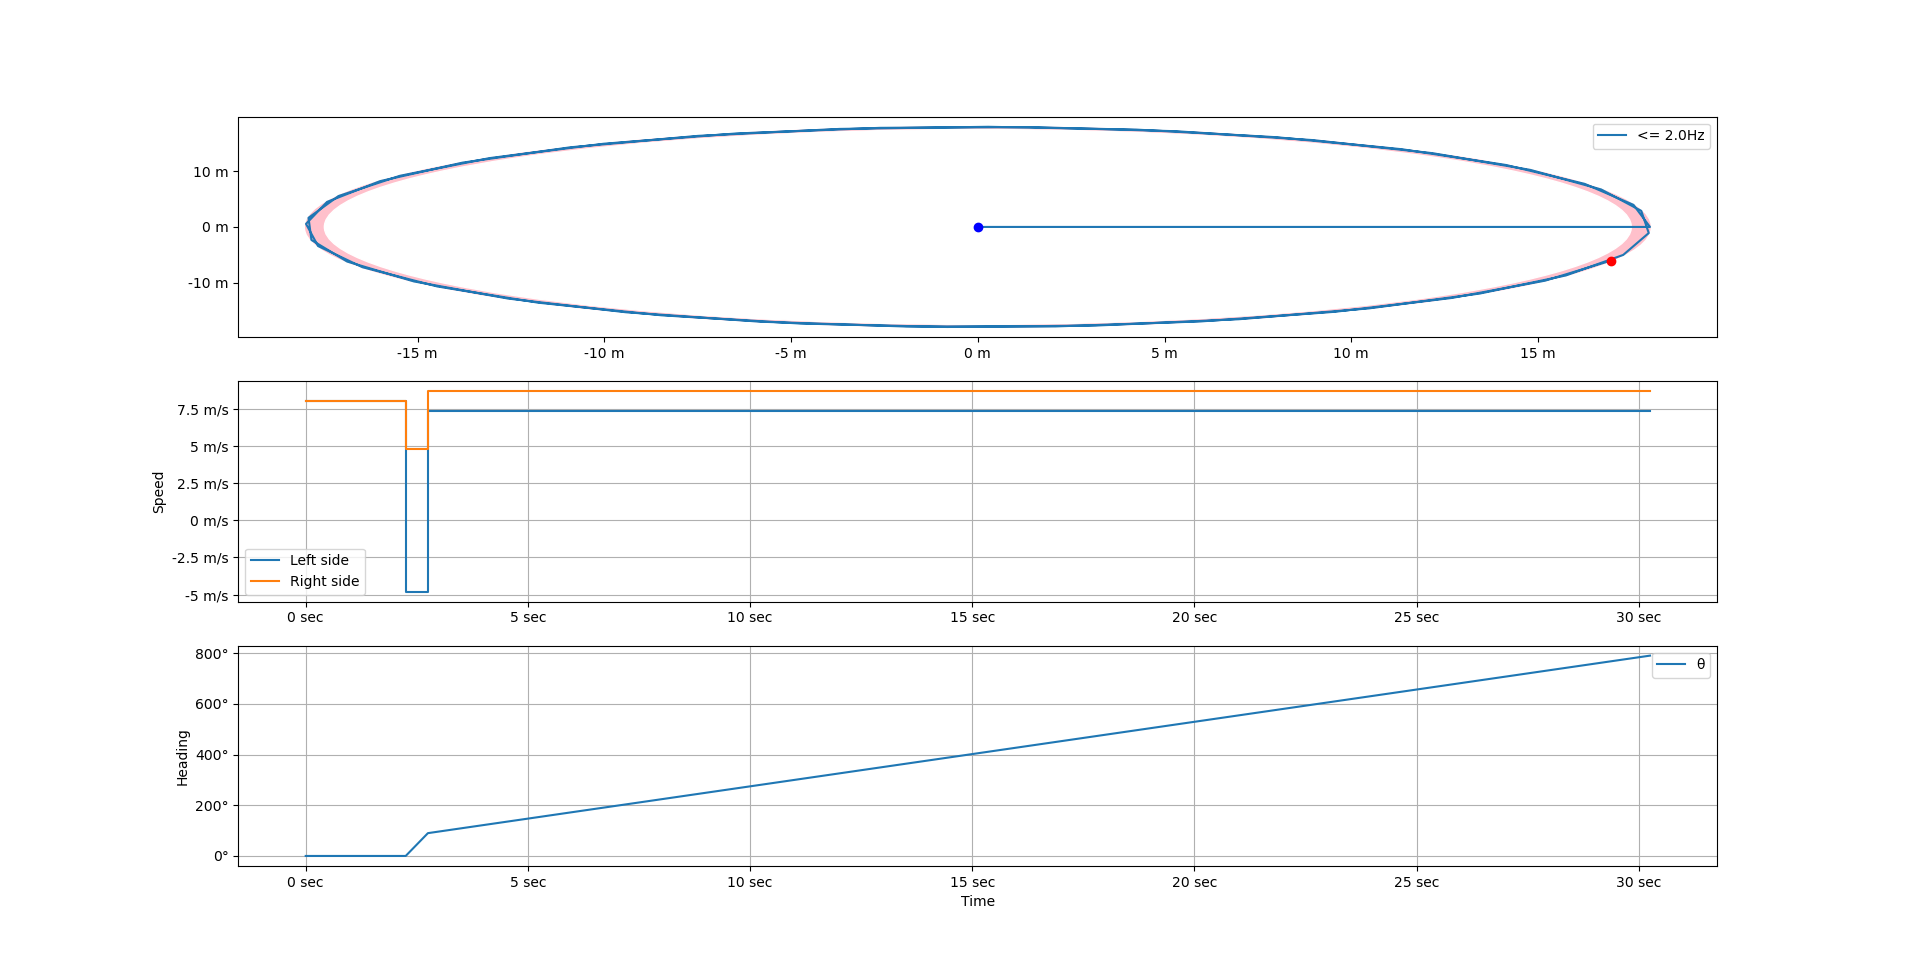 <= 2.0Hz
10 m
0 m
-10 m
-15 m -10 m -5 m 0 m 5 m 10 m 15 m
Speed
7.5 m/s
5 m/s
2.5 m/s
0 m/s
-2.5 m/s
-5 m/s
Left side
Right side
0 sec 5 sec 10 sec 15 sec 20 sec 25 sec 30 sec
Heading
800°
600°
400°
200°
0°
θ
0 sec 5 sec 10 sec 15 sec 20 sec 25 sec 30 sec
Time